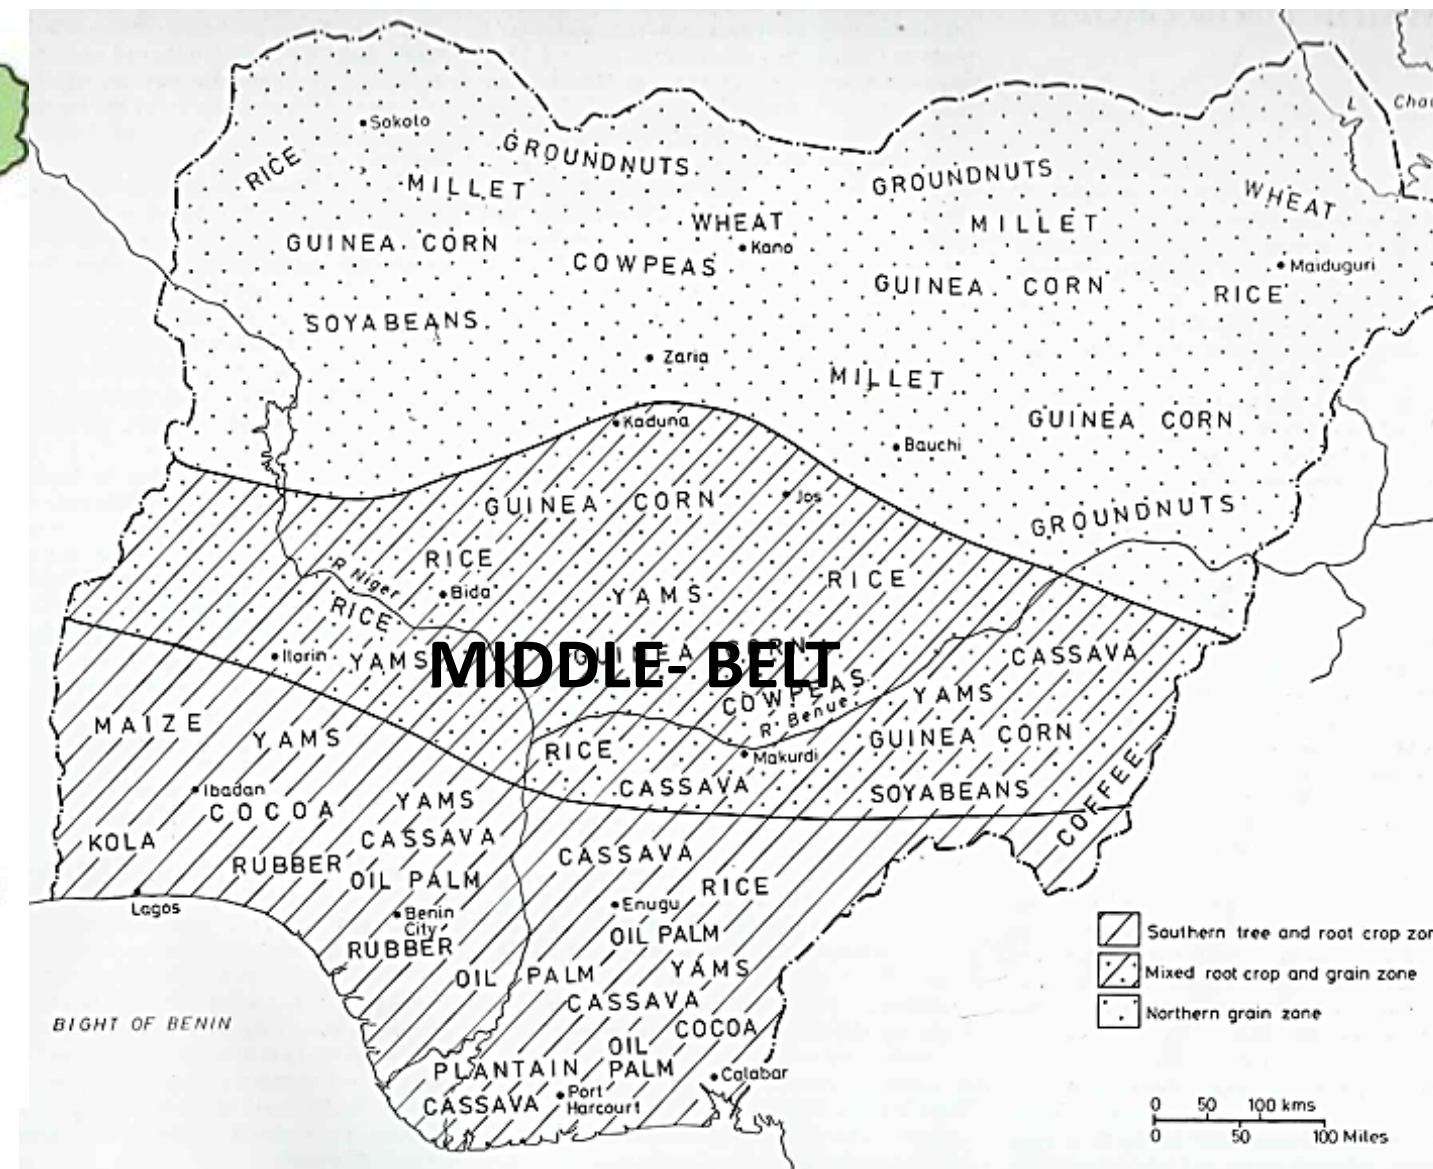 L. Chad
Sokoto
GROUNDNUTS
RICE
MILLET
GROUNDNUTS
WHEAT
WHEAT
MILLET
Kano
GUINEA CORN
COWPEAS
Maiduguri
GUINEA CORN
RICE
SOYABEANS
Zaria
MILLET
Kaduna
GUINEA CORN
Bauchi
GUINEA CORN
Jos
GROUNDNUTS
RICE
R. Niger
Bida
YAMS
RICE
RICE
Ilorin
YAMS
GUINEA CORN
MIDDLE- BELT
CASSAVA
COWPEAS
YAMS
R. Benue
MAIZE
YAMS
RICE
Makurdi
GUINEA CORN
Ibadan
CASSAVA
SOYABEANS
COFFEE
COCOA
YAMS
KOLA
CASSAVA
CASSAVA
RUBBER
OIL PALM
RICE
Lagos
Benin
City
Enugu
RUBBER
OIL PALM
Southern tree and root crop
OIL PALM
YAMS
Mixed root crop and grain zone
CASSAVA
Northern grain zone
BIGHT OF BENIN
COCOA
OIL
PALM
PLANTAIN
Calabar
CASSAVA
Port
Harcourt
0 50 100 kms
0 50 100 Miles